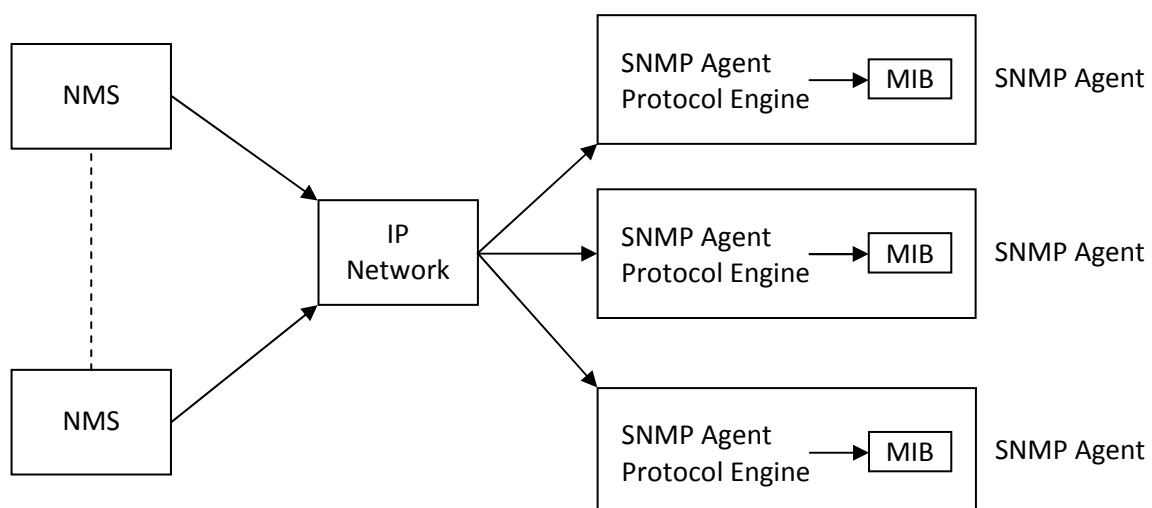 NMS
NMS
IP
Network
SNMP Agent
Protocol Engine
MIB
SNMP Agent
SNMP Agent
Protocol Engine
MIB
SNMP Agent
SNMP Agent
Protocol Engine
MIB
SNMP Agent